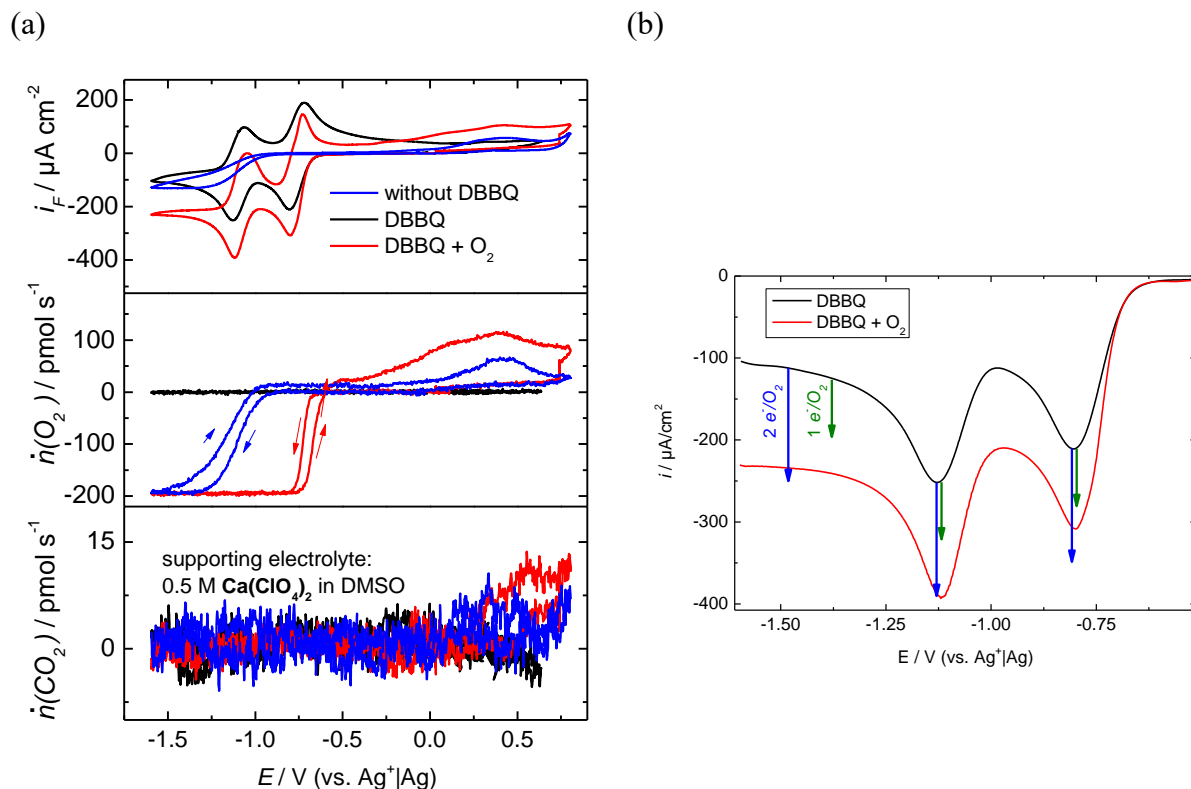 (a)
200
0
-200
-400
i_F / µA cm⁻²
without DBBQ
DBBQ
DBBQ + O₂
100
0
-100
-200
ṅ(O₂) / pmol s⁻¹
15
0
ṅ(CO₂) / pmol s⁻¹
supporting electrolyte:
0.5 M Ca(ClO₄)₂ in DMSO
-1.5 -1.0 -0.5 0.0 0.5
E / V (vs. Ag⁺|Ag)
(b)
0
-100
-200
-300
-400
i / µA/cm²
DBBQ
DBBQ + O₂
2 e⁻/O₂
1 e⁻/O₂
-1.50 -1.25 -1.00 -0.75
E / V (vs. Ag⁺|Ag)